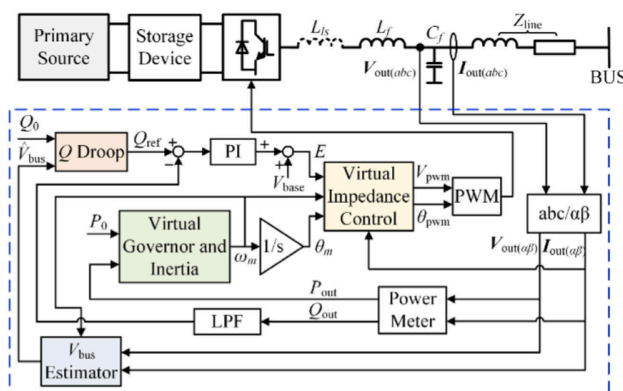 Primary
Source
Storage
Device
L_ls
L_f
C_f
Z_line
V_out(abc)
I_out(abc)
BUS
Q_0
V̂_bus
Q Droop
Q_ref
+
−
PI
+
+
V_base
E
Virtual
Impedance
Control
V_pwm
θ_pwm
PWM
abc/αβ
V_out(αβ)
I_out(αβ)
P_0
Virtual
Governor and
Inertia
ω_m
1/s
θ_m
P_out
Q_out
LPF
Power
Meter
V_bus
Estimator